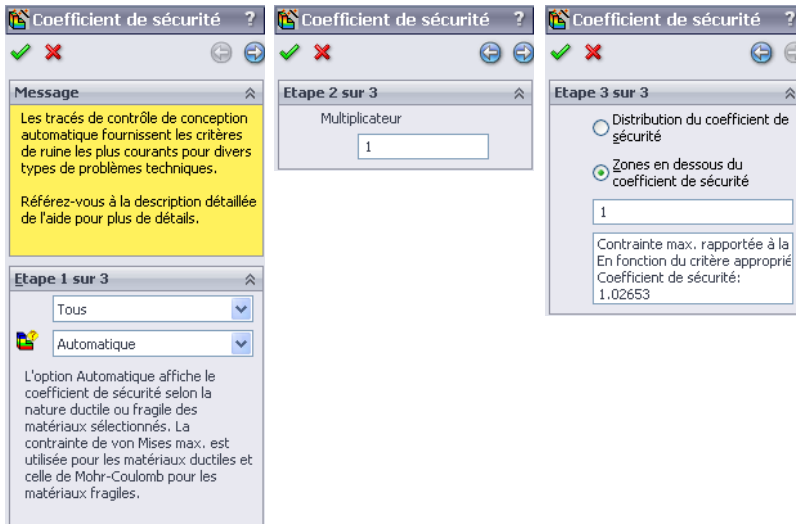 Coefficient de sécurité ?
Message
Les tracés de contrôle de conception
automatique fournissent les critères
de ruine les plus courants pour divers
types de problèmes techniques.
Référez-vous à la description détaillée
de l'aide pour plus de détails.
Etape 1 sur 3
Tous
Automatique
L'option Automatique affiche le
coefficient de sécurité selon la
nature ductile ou fragile des
matériaux sélectionnés. La
contrainte de von Mises max. est
utilisée pour les matériaux ductiles et
celle de Mohr-Coulomb pour les
matériaux fragiles.
Coefficient de sécurité ?
Etape 2 sur 3
Multiplicateur
1
Coefficient de sécurité ?
Etape 3 sur 3
Distribution du coefficient de
sécurité
Zones en dessous du
coefficient de sécurité
1
Contrainte max. rapportée à la
En fonction du critère approprié
Coefficient de sécurité:
1.02653